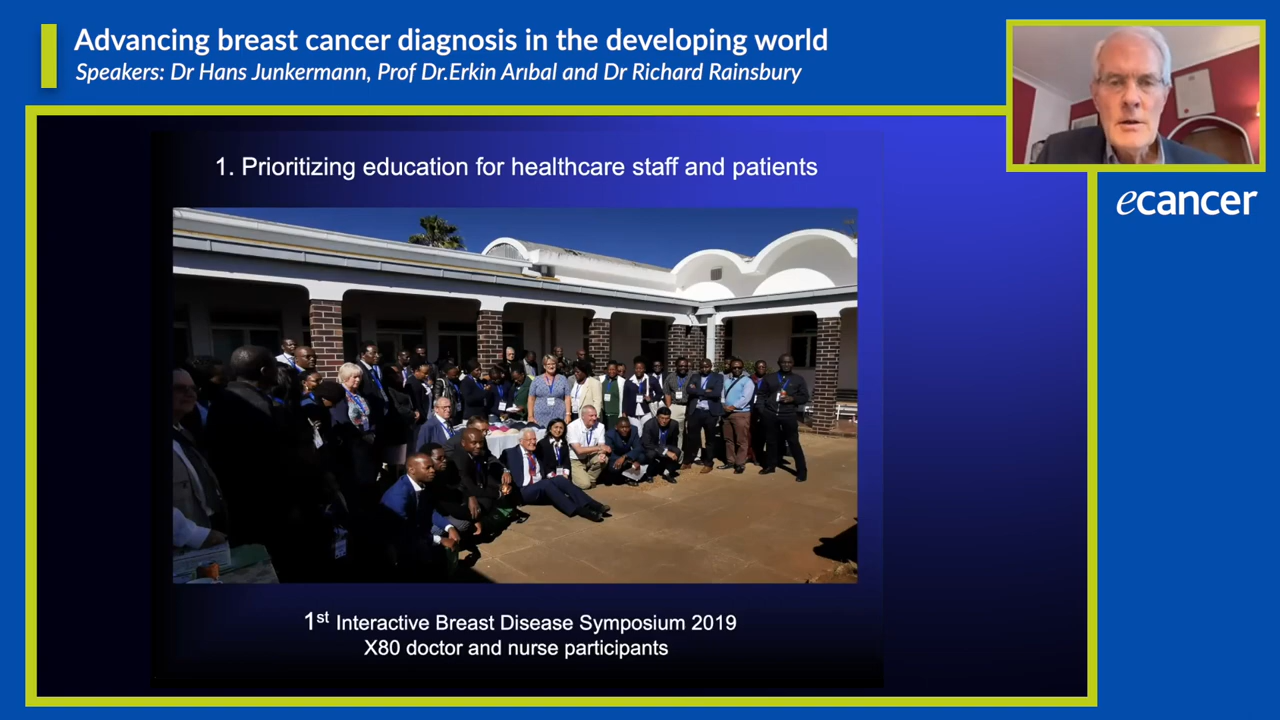 Advancing breast cancer diagnosis in the developing world
Speakers: Dr Hans Junkermann, Prof Dr.Erkin Arıbal and Dr Richard Rainsbury
ecancer
1. Prioritizing education for healthcare staff and patients
1st Interactive Breast Disease Symposium 2019
X80 doctor and nurse participants